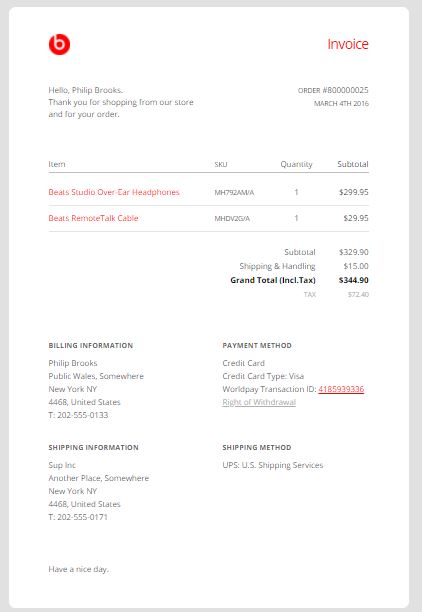 b
Invoice
Hello, Philip Brooks.
Thank you for shopping from our store
and for your order.
ORDER #800000025
MARCH 4TH 2016
Item SKU Quantity Subtotal
Beats Studio Over-Ear Headphones MH792AM/A 1 $299.95
Beats RemoteTalk Cable MHDV2G/A 1 $29.95
Subtotal $329.90
Shipping & Handling $15.00
Grand Total (Incl.Tax) $344.90
TAX $72.40
BILLING INFORMATION
Philip Brooks
Public Wales, Somewhere
New York NY
4468, United States
T: 202-555-0133
PAYMENT METHOD
Credit Card
Credit Card Type: Visa
Worldpay Transaction ID: 4185939336
Right of Withdrawal
SHIPPING INFORMATION
Sup Inc
Another Place, Somewhere
New York NY
4468, United States
T: 202-555-0171
SHIPPING METHOD
UPS: U.S. Shipping Services
Have a nice day.